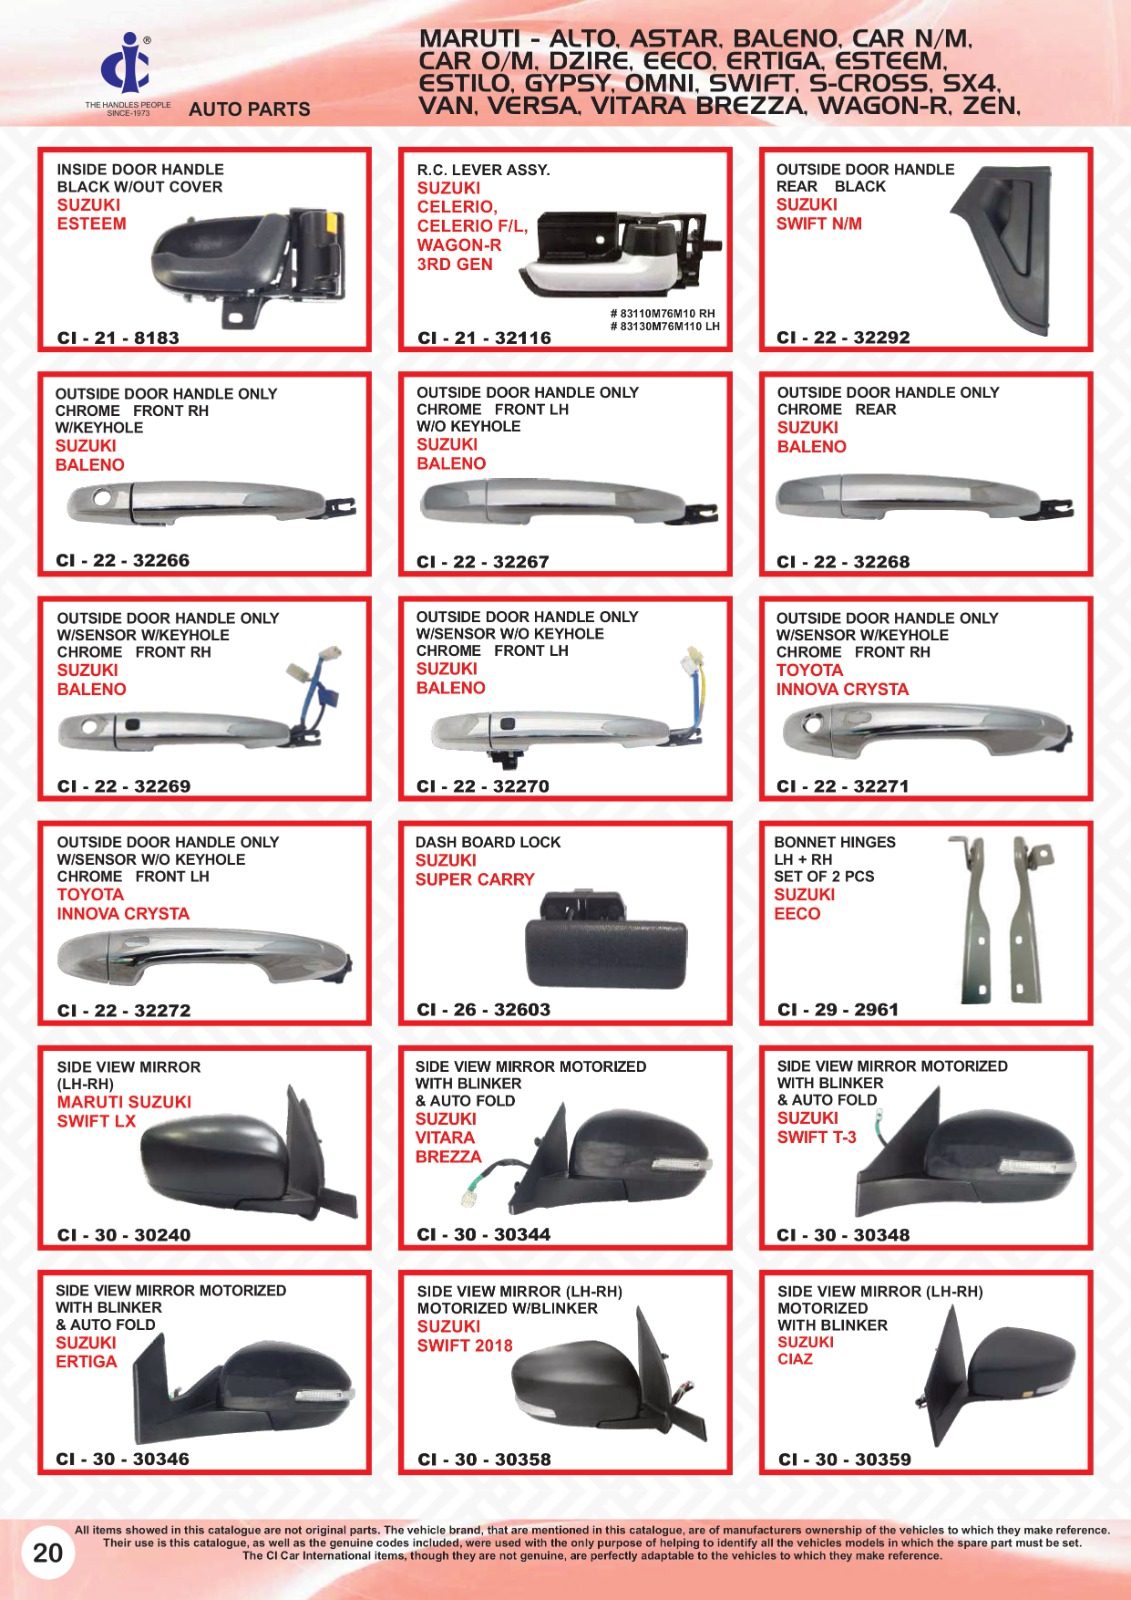 ®
THE HANDLES PEOPLE
SINCE-1973
AUTO PARTS
MARUTI - ALTO, ASTAR, BALENO, CAR N/M,
CAR O/M, DZIRE, EECO, ERTIGA, ESTEEM,
ESTILO, GYPSY, OMNI, SWIFT, S-CROSS, SX4,
VAN, VERSA, VITARA BREZZA, WAGON-R, ZEN,
INSIDE DOOR HANDLE
BLACK W/OUT COVER
SUZUKI
ESTEEM
CI - 21 - 8183
R.C. LEVER ASSY.
SUZUKI
CELERIO,
CELERIO F/L,
WAGON-R
3RD GEN
# 83110M76M10 RH
# 83130M76M110 LH
CI - 21 - 32116
OUTSIDE DOOR HANDLE
REAR BLACK
SUZUKI
SWIFT N/M
CI - 22 - 32292
OUTSIDE DOOR HANDLE ONLY
CHROME FRONT RH
W/KEYHOLE
SUZUKI
BALENO
CI - 22 - 32266
OUTSIDE DOOR HANDLE ONLY
CHROME FRONT LH
W/O KEYHOLE
SUZUKI
BALENO
CI - 22 - 32267
OUTSIDE DOOR HANDLE ONLY
CHROME REAR
SUZUKI
BALENO
CI - 22 - 32268
OUTSIDE DOOR HANDLE ONLY
W/SENSOR W/KEYHOLE
CHROME FRONT RH
SUZUKI
BALENO
CI - 22 - 32269
OUTSIDE DOOR HANDLE ONLY
W/SENSOR W/O KEYHOLE
CHROME FRONT LH
SUZUKI
BALENO
CI - 22 - 32270
OUTSIDE DOOR HANDLE ONLY
W/SENSOR W/KEYHOLE
CHROME FRONT RH
TOYOTA
INNOVA CRYSTA
CI - 22 - 32271
OUTSIDE DOOR HANDLE ONLY
W/SENSOR W/O KEYHOLE
CHROME FRONT LH
TOYOTA
INNOVA CRYSTA
CI - 22 - 32272
DASH BOARD LOCK
SUZUKI
SUPER CARRY
CI - 26 - 32603
BONNET HINGES
LH + RH
SET OF 2 PCS
SUZUKI
EECO
CI - 29 - 2961
SIDE VIEW MIRROR
(LH-RH)
MARUTI SUZUKI
SWIFT LX
CI - 30 - 30240
SIDE VIEW MIRROR MOTORIZED
WITH BLINKER
& AUTO FOLD
SUZUKI
VITARA
BREZZA
CI - 30 - 30344
SIDE VIEW MIRROR MOTORIZED
WITH BLINKER
& AUTO FOLD
SUZUKI
SWIFT T-3
CI - 30 - 30348
SIDE VIEW MIRROR MOTORIZED
WITH BLINKER
& AUTO FOLD
SUZUKI
ERTIGA
CI - 30 - 30346
SIDE VIEW MIRROR (LH-RH)
MOTORIZED W/BLINKER
SUZUKI
SWIFT 2018
CI - 30 - 30358
SIDE VIEW MIRROR (LH-RH)
MOTORIZED
WITH BLINKER
SUZUKI
CIAZ
CI - 30 - 30359
20
All items showed in this catalogue are not original parts. The vehicle brand, that are mentioned in this catalogue, are of manufacturers ownership of the vehicles to which they make reference.
Their use is this catalogue, as well as the genuine codes included, were used with the only purpose of helping to identify all the vehicles models in which the spare part must be set.
The CI Car International items, though they are not genuine, are perfectly adaptable to the vehicles to which they make reference.